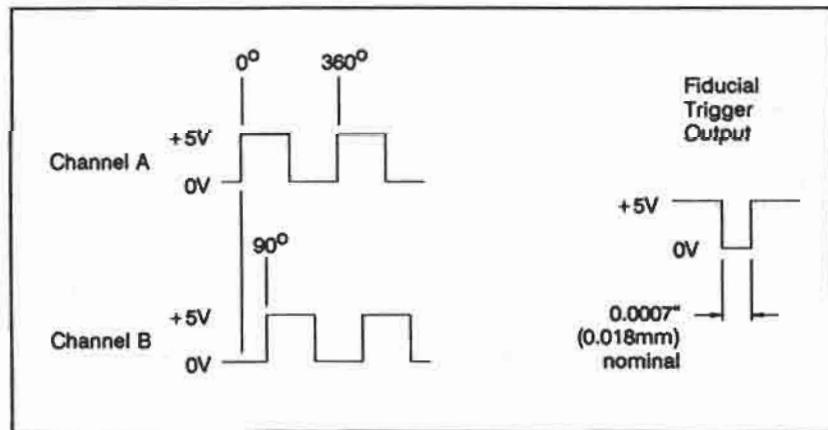 0°
360°
Channel A
+5V
0V
90°
Channel B
+5V
0V
Fiducial
Trigger
Output
+5V
0V
0.0007"
(0.018mm)
nominal